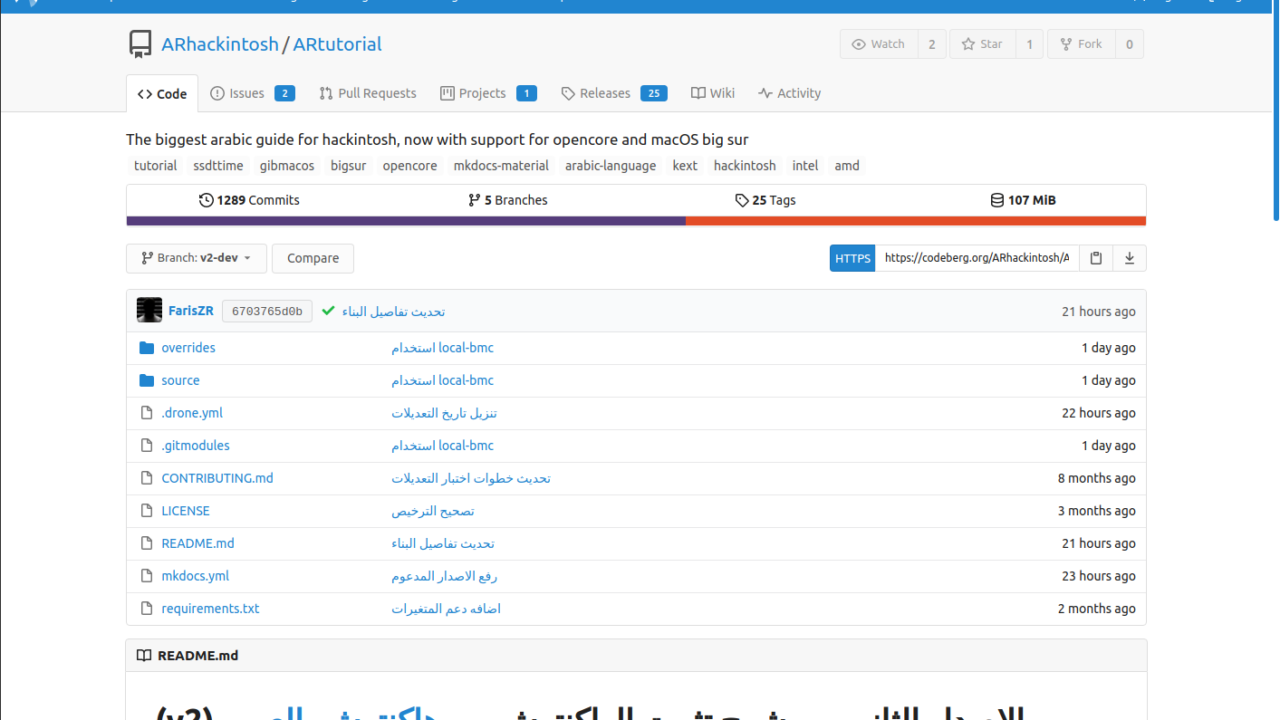 ARhackintosh / ARtutorial
Watch 2 Star 1 Fork 0
Code Issues 2 Pull Requests Projects 1 Releases 25 Wiki Activity
The biggest arabic guide for hackintosh, now with support for opencore and macOS big sur
tutorial ssdttime gibmacos bigsur opencore mkdocs-material arabic-language kext hackintosh intel amd
1289 Commits 5 Branches 25 Tags 107 MiB
Branch: v2-dev Compare HTTPS https://codeberg.org/ARhackintosh/A
FarisZR 6703765d0b تحديث تفاصيل البناء 21 hours ago
overrides استخدام local-bmc 1 day ago
source استخدام local-bmc 1 day ago
.drone.yml تنزيل تاريخ التعديلات 22 hours ago
.gitmodules استخدام local-bmc 1 day ago
CONTRIBUTING.md تحديث خطوات اختبار التعديلات 8 months ago
LICENSE تصحيح الترخيص 3 months ago
README.md تحديث تفاصيل البناء 21 hours ago
mkdocs.yml رفع الاصدار المدعوم 23 hours ago
requirements.txt اضافه دعم المتغيرات 2 months ago
README.md